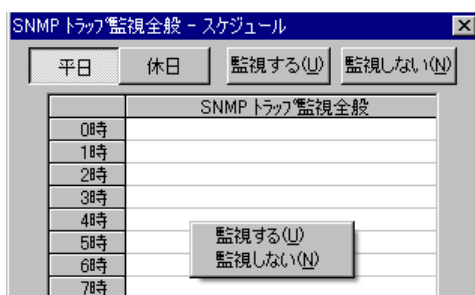 SNMP トラップ監視全般 - スケジュール
平日 休日 監視する(U) 監視しない(N)
SNMP トラップ監視全般
0時
1時
2時
3時
4時
5時
6時
7時
監視する(U)
監視しない(N)